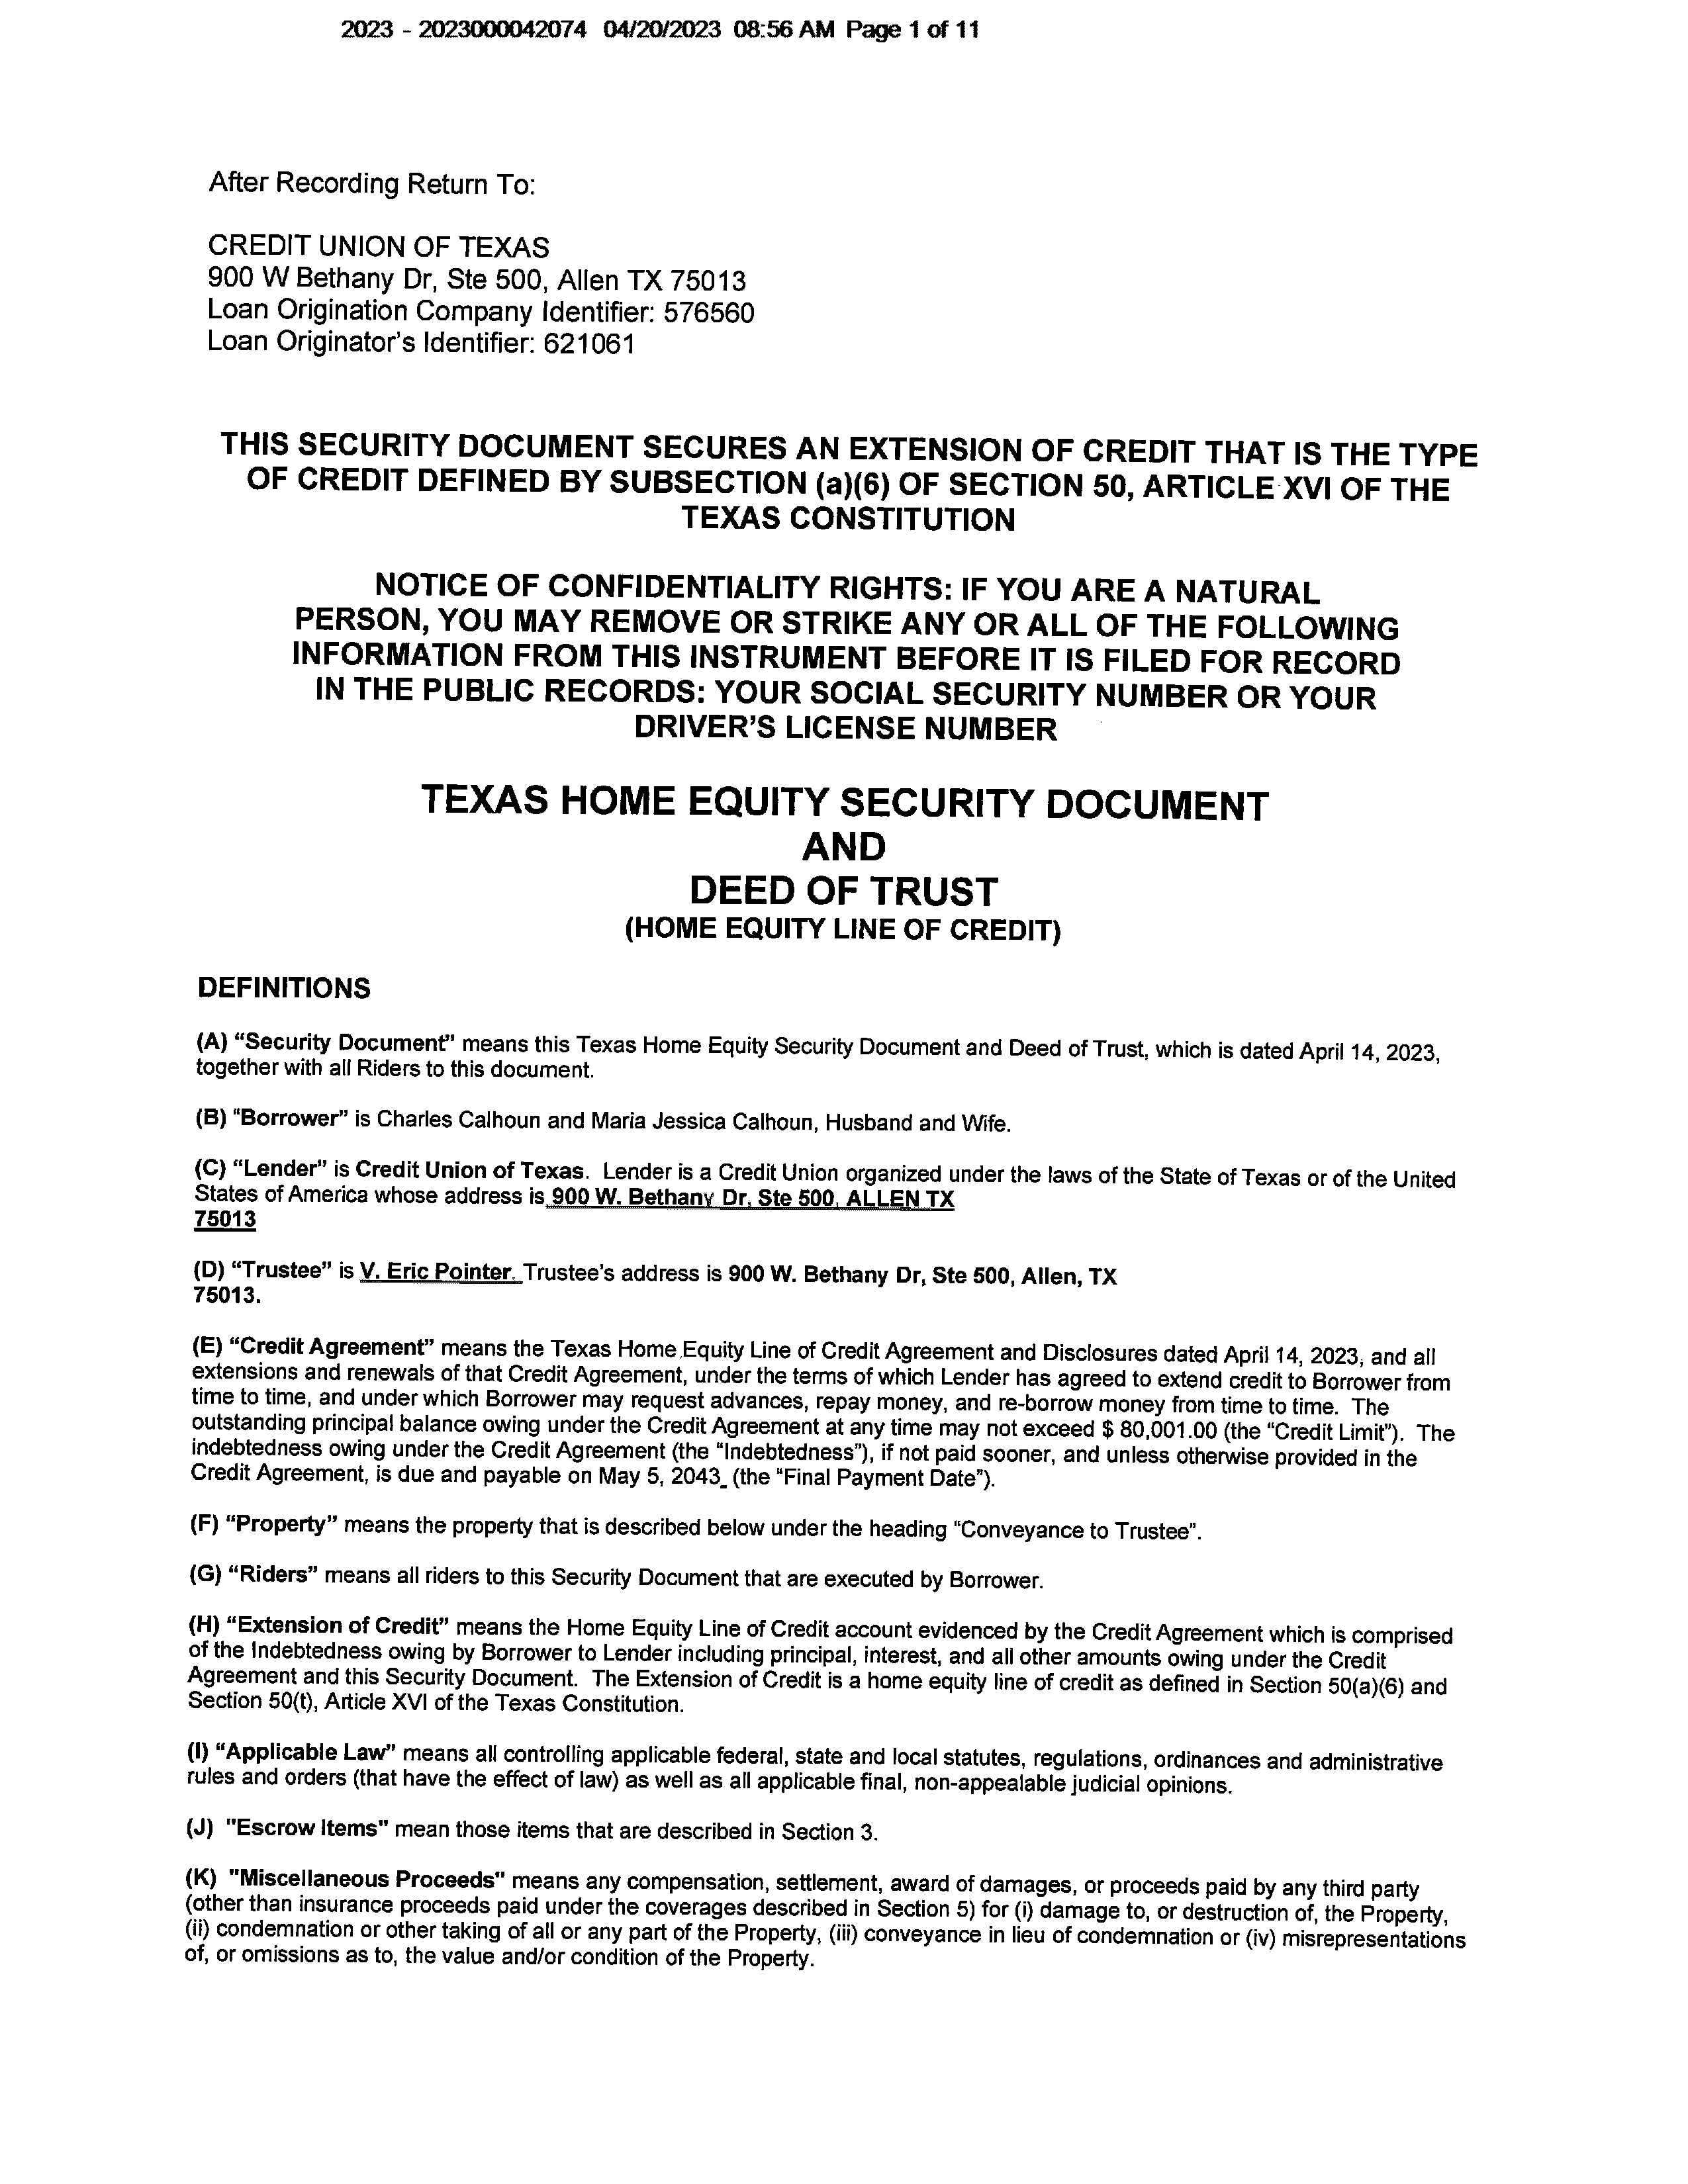 2023 - 2023000042074 04/20/2023 08:56 AM Page 1 of 11
After Recording Return To:
CREDIT UNION OF TEXAS
900 W Bethany Dr, Ste 500, Allen TX 75013
Loan Origination Company Identifier: 576560
Loan Originator's Identifier: 621061
THIS SECURITY DOCUMENT SECURES AN EXTENSION OF CREDIT THAT IS THE TYPE
OF CREDIT DEFINED BY SUBSECTION (a)(6) OF SECTION 50, ARTICLE XVI OF THE
TEXAS CONSTITUTION
NOTICE OF CONFIDENTIALITY RIGHTS: IF YOU ARE A NATURAL
PERSON, YOU MAY REMOVE OR STRIKE ANY OR ALL OF THE FOLLOWING
INFORMATION FROM THIS INSTRUMENT BEFORE IT IS FILED FOR RECORD
IN THE PUBLIC RECORDS: YOUR SOCIAL SECURITY NUMBER OR YOUR
DRIVER'S LICENSE NUMBER
TEXAS HOME EQUITY SECURITY DOCUMENT
AND
DEED OF TRUST
(HOME EQUITY LINE OF CREDIT)
DEFINITIONS
(A) "Security Document" means this Texas Home Equity Security Document and Deed of Trust, which is dated April 14, 2023,
together with all Riders to this document.
(B) "Borrower" is Charles Calhoun and Maria Jessica Calhoun, Husband and Wife.
(C) "Lender" is Credit Union of Texas. Lender is a Credit Union organized under the laws of the State of Texas or of the United
States of America whose address is 900 W. Bethany Dr, Ste 500, ALLEN TX
75013
(D) "Trustee" is V. Eric Pointer. Trustee's address is 900 W. Bethany Dr, Ste 500, Allen, TX
75013.
(E) "Credit Agreement" means the Texas Home Equity Line of Credit Agreement and Disclosures dated April 14, 2023, and all
extensions and renewals of that Credit Agreement, under the terms of which Lender has agreed to extend credit to Borrower from
time to time, and under which Borrower may request advances, repay money, and re-borrow money from time to time. The
outstanding principal balance owing under the Credit Agreement at any time may not exceed $ 80,001.00 (the "Credit Limit"). The
indebtedness owing under the Credit Agreement (the "Indebtedness"), if not paid sooner, and unless otherwise provided in the
Credit Agreement, is due and payable on May 5, 2043_ (the "Final Payment Date").
(F) "Property" means the property that is described below under the heading "Conveyance to Trustee".
(G) "Riders" means all riders to this Security Document that are executed by Borrower.
(H) "Extension of Credit" means the Home Equity Line of Credit account evidenced by the Credit Agreement which is comprised
of the Indebtedness owing by Borrower to Lender including principal, interest, and all other amounts owing under the Credit
Agreement and this Security Document. The Extension of Credit is a home equity line of credit as defined in Section 50(a)(6) and
Section 50(t), Article XVI of the Texas Constitution.
(I) "Applicable Law" means all controlling applicable federal, state and local statutes, regulations, ordinances and administrative
rules and orders (that have the effect of law) as well as all applicable final, non-appealable judicial opinions.
(J) "Escrow Items" mean those items that are described in Section 3.
(K) "Miscellaneous Proceeds" means any compensation, settlement, award of damages, or proceeds paid by any third party
(other than insurance proceeds paid under the coverages described in Section 5) for (i) damage to, or destruction of, the Property,
(ii) condemnation or other taking of all or any part of the Property, (iii) conveyance in lieu of condemnation or (iv) misrepresentations
of, or omissions as to, the value and/or condition of the Property.